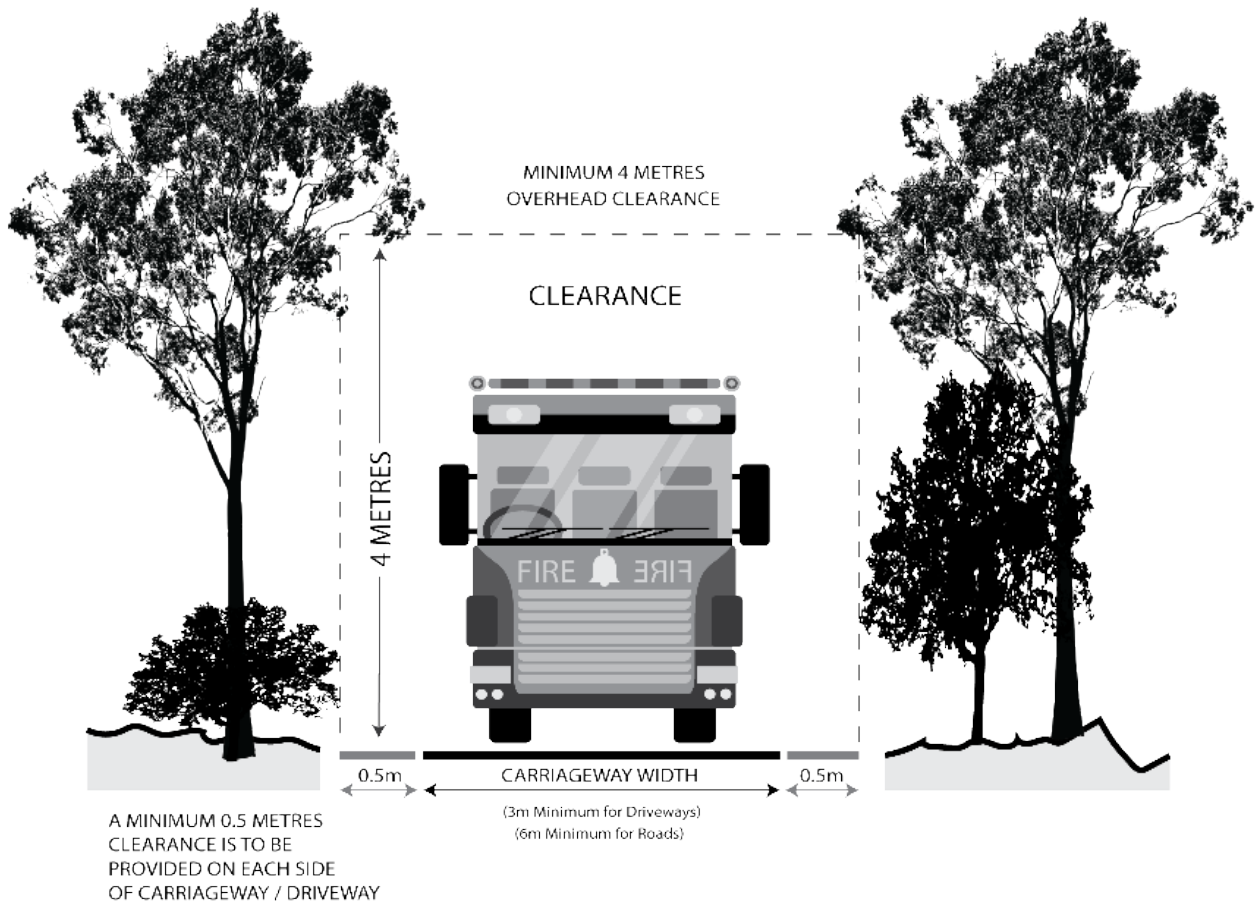 MINIMUM 4 METRES
OVERHEAD CLEARANCE
CLEARANCE
4 METRES
FIRE FIRE
0.5m
CARRIAGEWAY WIDTH
0.5m
(3m Minimum for Driveways)
(6m Minimum for Roads)
A MINIMUM 0.5 METRES
CLEARANCE IS TO BE
PROVIDED ON EACH SIDE
OF CARRIAGEWAY / DRIVEWAY